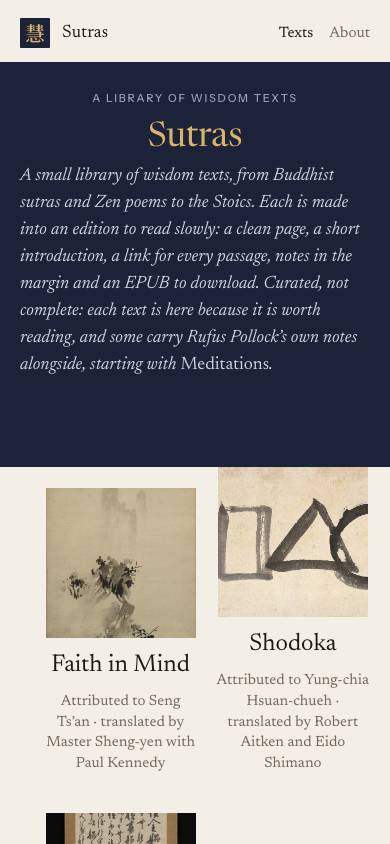 慧 Sutras
Texts About
A LIBRARY OF WISDOM TEXTS
Sutras
A small library of wisdom texts, from Buddhist
sutras and Zen poems to the Stoics. Each is made
into an edition to read slowly: a clean page, a short
introduction, a link for every passage, notes in the
margin and an EPUB to download. Curated, not
complete: each text is here because it is worth
reading, and some carry Rufus Pollock’s own notes
alongside, starting with Meditations.
Faith in Mind
Attributed to Seng
Ts’an · translated by
Master Sheng-yen with
Paul Kennedy
Shodoka
Attributed to Yung-chia
Hsuan-chueh ·
translated by Robert
Aitken and Eido
Shimano